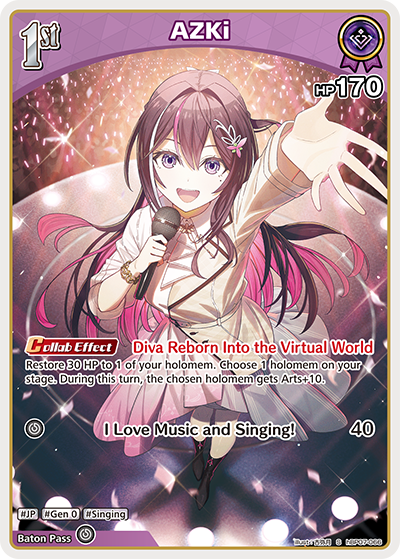 1st
AZKi
HP170
Collab Effect
Diva Reborn Into the Virtual World
Restore 30 HP to 1 of your holomem. Choose 1 holomem on your
stage. During this turn, the chosen holomem gets Arts+10.
I Love Music and Singing!
40
#JP
#Gen 0
#Singing
Baton Pass
S hBP07-066